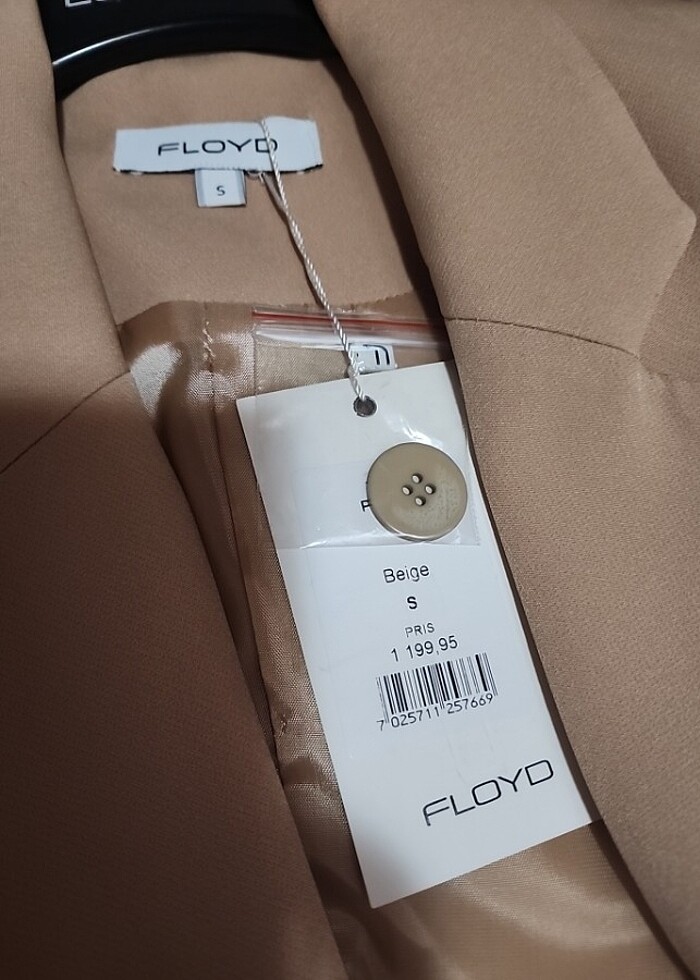 FLOYD
S
Beige
S
PRIS
1 199,95
7 025711 257669
FLOYD